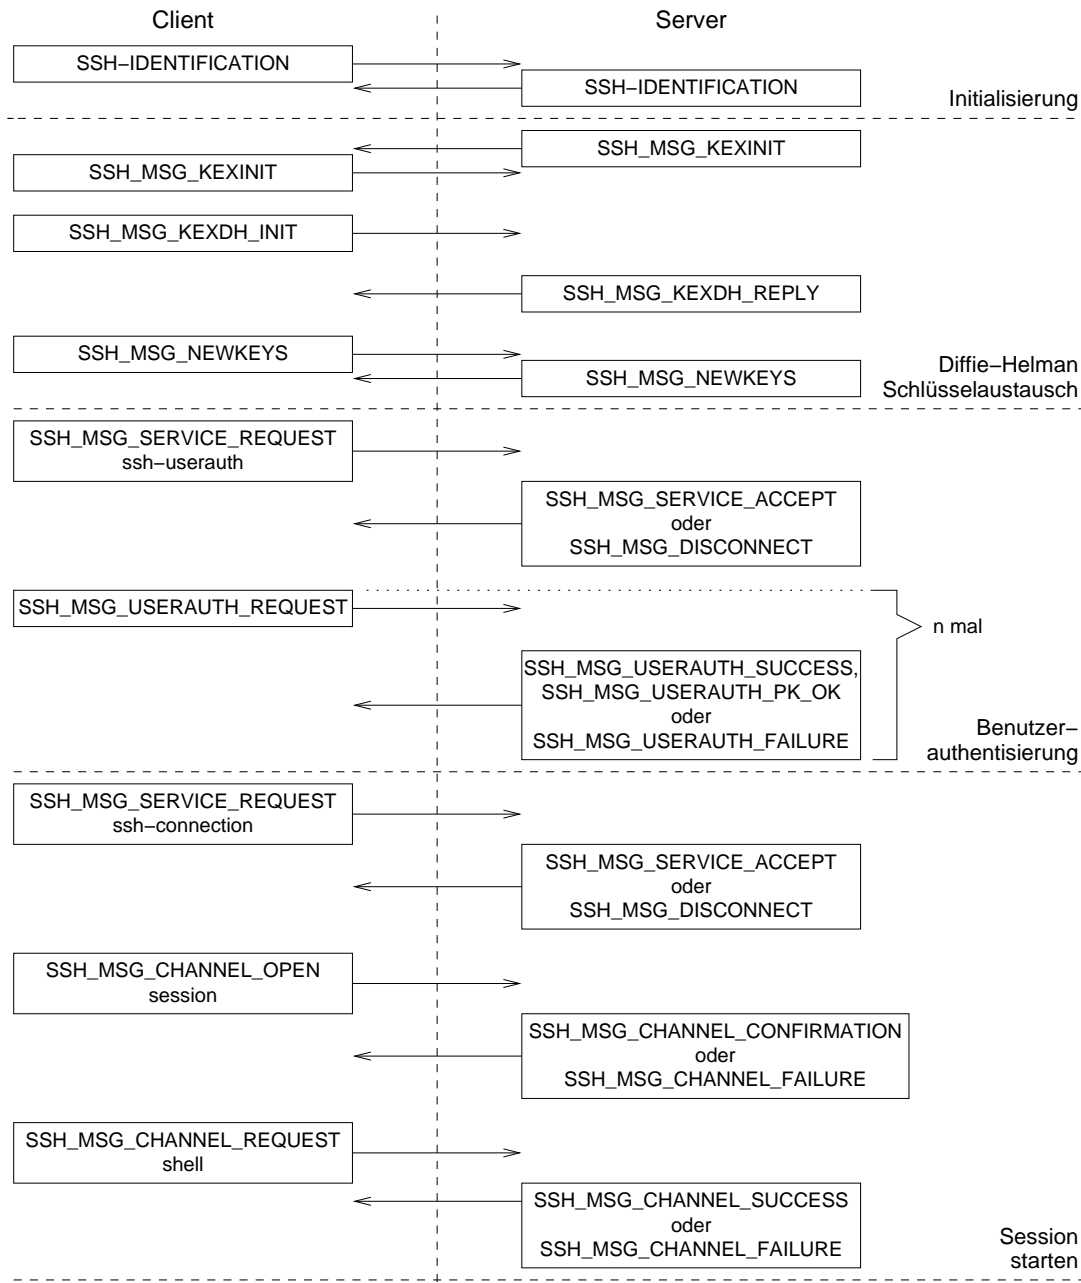 Client
Server
SSH−IDENTIFICATION
SSH−IDENTIFICATION
Initialisierung
SSH_MSG_KEXINIT
SSH_MSG_KEXINIT
SSH_MSG_KEXDH_INIT
SSH_MSG_KEXDH_REPLY
SSH_MSG_NEWKEYS
SSH_MSG_NEWKEYS
Diffie−Helman
Schlüsselaustausch
SSH_MSG_SERVICE_REQUEST
ssh−userauth
SSH_MSG_SERVICE_ACCEPT
oder
SSH_MSG_DISCONNECT
SSH_MSG_USERAUTH_REQUEST
n mal
SSH_MSG_USERAUTH_SUCCESS,
SSH_MSG_USERAUTH_PK_OK
oder
SSH_MSG_USERAUTH_FAILURE
Benutzer−
authentisierung
SSH_MSG_SERVICE_REQUEST
ssh−connection
SSH_MSG_SERVICE_ACCEPT
oder
SSH_MSG_DISCONNECT
SSH_MSG_CHANNEL_OPEN
session
SSH_MSG_CHANNEL_CONFIRMATION
oder
SSH_MSG_CHANNEL_FAILURE
SSH_MSG_CHANNEL_REQUEST
shell
SSH_MSG_CHANNEL_SUCCESS
oder
SSH_MSG_CHANNEL_FAILURE
Session
starten